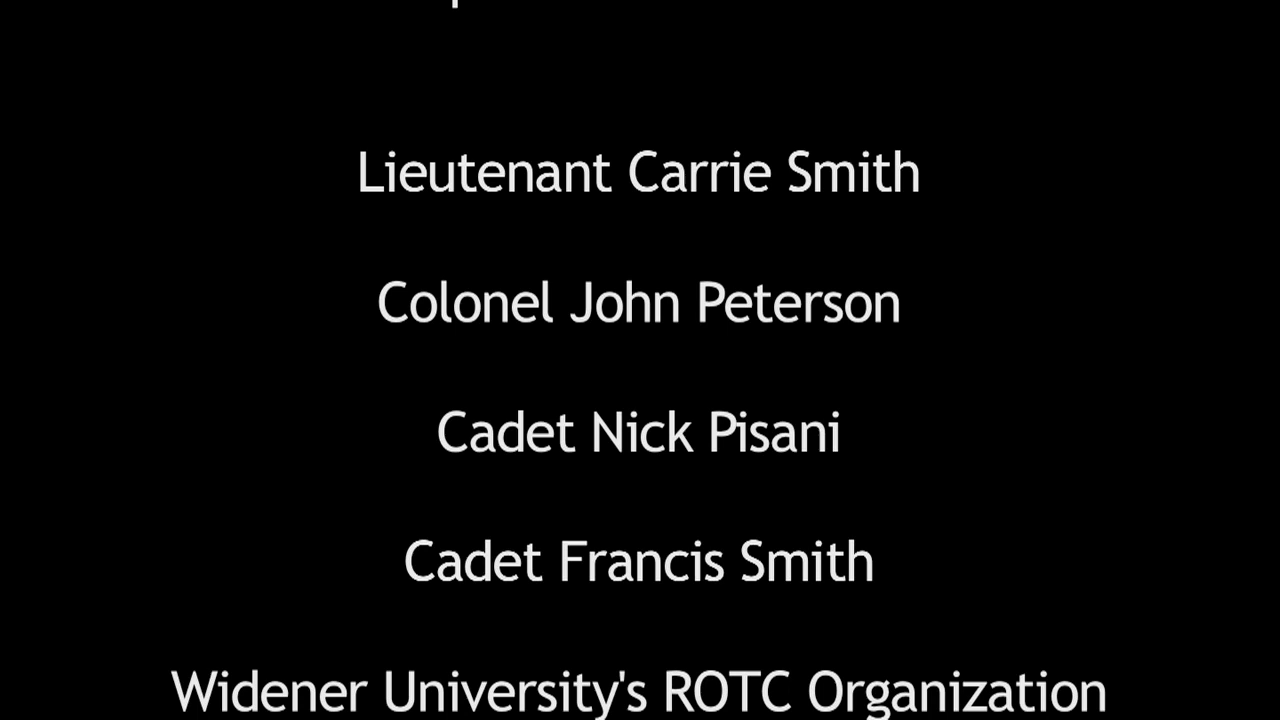 Lieutenant Carrie Smith
Colonel John Peterson
Cadet Nick Pisani
Cadet Francis Smith
Widener University's ROTC Organization